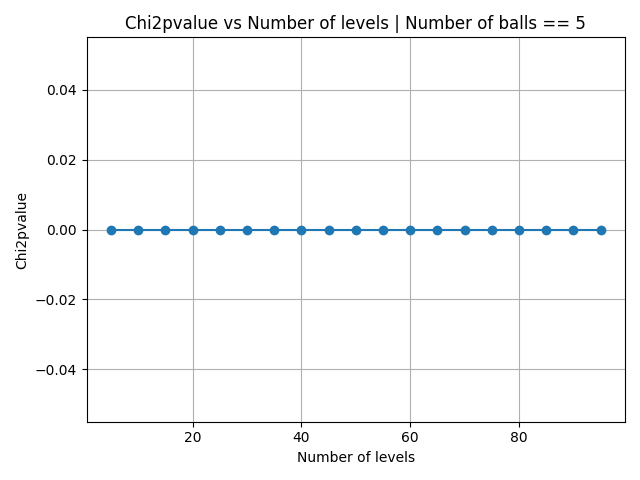 Chi2pvalue vs Number of levels | Number of balls == 5
0.04
0.02
0.00
−0.02
−0.04
Chi2pvalue
20 40 60 80
Number of levels